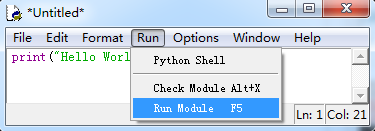 *Untitled*
File Edit Format Run Options Window Help
print("Hello Worl
Python Shell
Check Module Alt+X
Run Module F5
Ln: 1 Col: 21